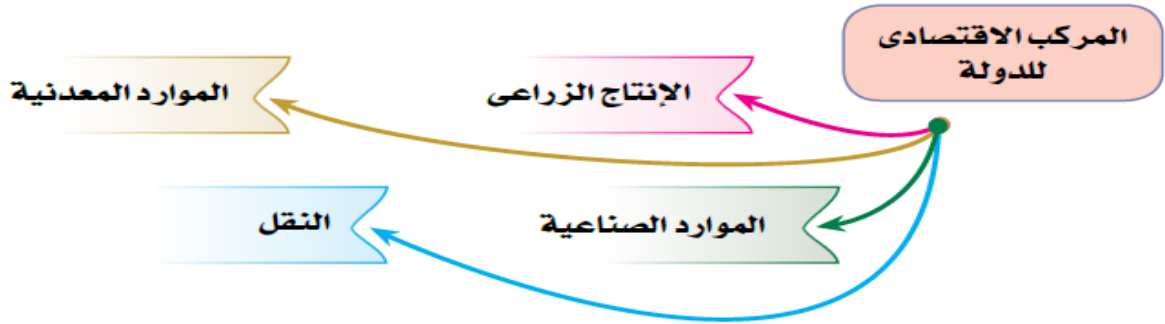 المركب الاقتصادى
للدولة
الإنتاج الزراعى
الموارد المعدنية
الموارد الصناعية
النقل